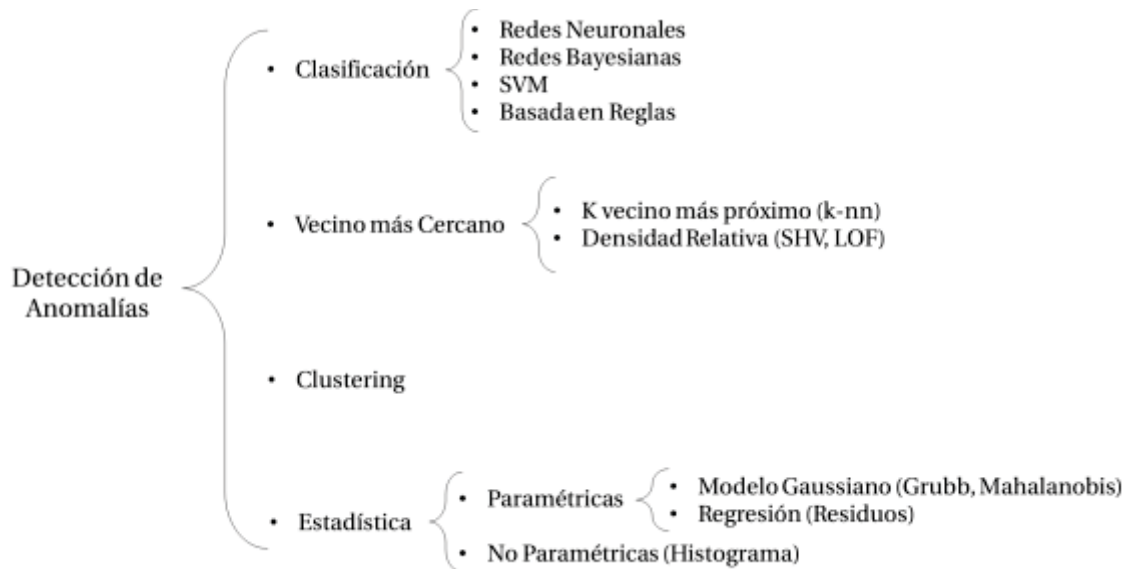 Detección de
Anomalías
• Clasificación
• Redes Neuronales
• Redes Bayesianas
• SVM
• Basada en Reglas
• Vecino más Cercano
• K vecino más próximo (k-nn)
• Densidad Relativa (SHV, LOF)
• Clustering
• Estadística
• Paramétricas
• Modelo Gaussiano (Grubb, Mahalanobis)
• Regresión (Residuos)
• No Paramétricas (Histograma)